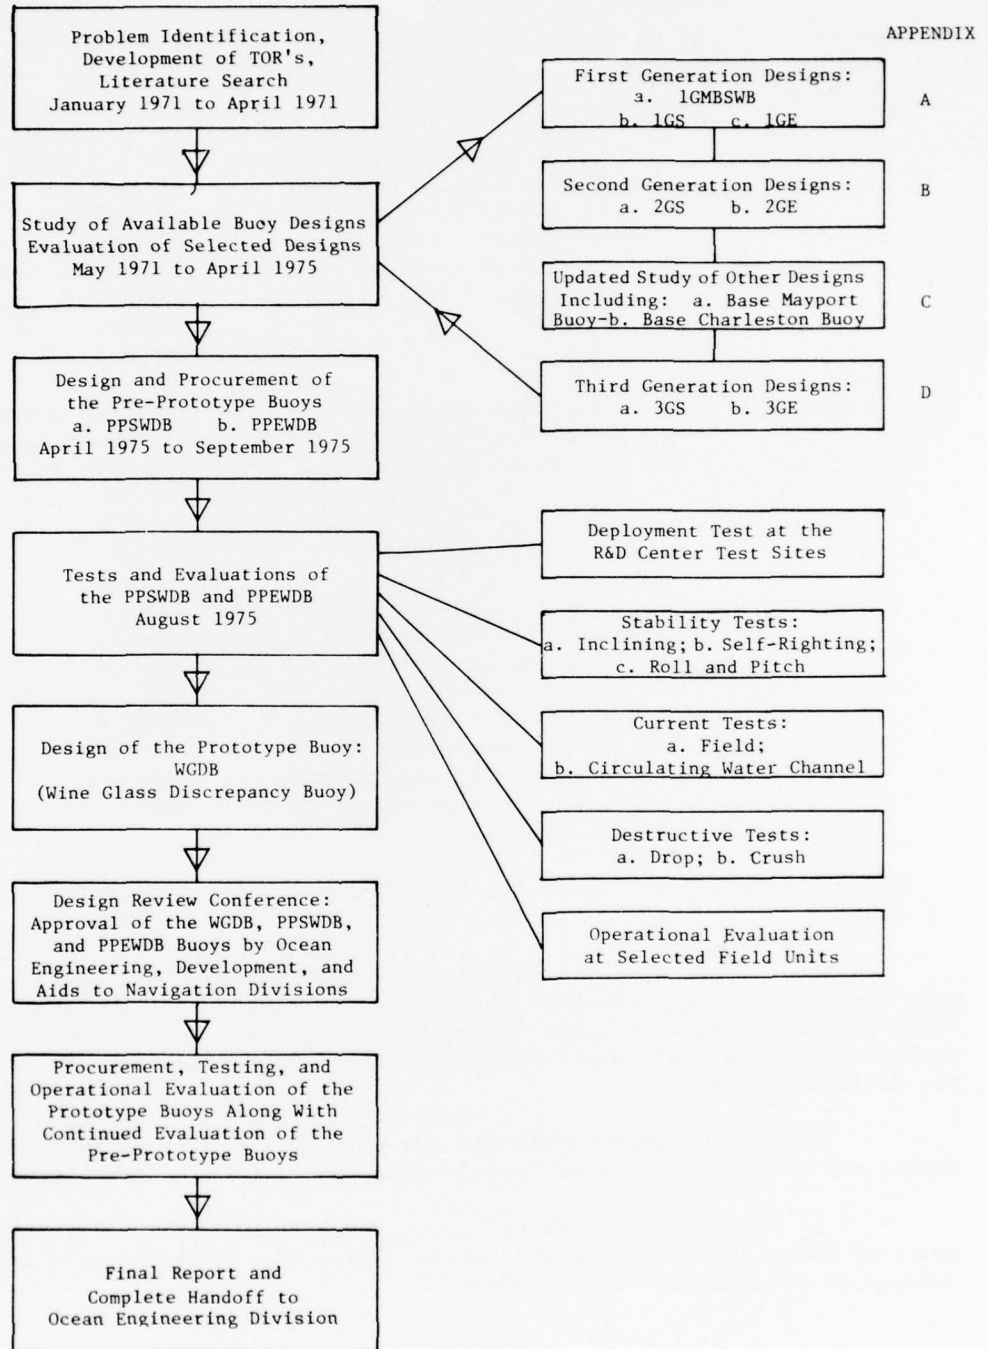 Problem Identification,
Development of TOR's,
Literature Search
January 1971 to April 1971
Study of Available Buoy Designs
Evaluation of Selected Designs
May 1971 to April 1975
Design and Procurement of
the Pre-Prototype Buoys
a. PPSWDB b. PPEWDB
April 1975 to September 1975
Tests and Evaluations of
the PPSWDB and PPEWDB
August 1975
Design of the Prototype Buoy:
WGDB
(Wine Glass Discrepancy Buoy)
Design Review Conference:
Approval of the WGDB, PPSWDB,
and PPEWDB Buoys by Ocean
Engineering, Development, and
Aids to Navigation Divisions
Procurement, Testing, and
Operational Evaluation of the
Prototype Buoys Along With
Continued Evaluation of the
Pre-Prototype Buoys
Final Report and
Complete Handoff to
Ocean Engineering Division
APPENDIX
First Generation Designs:
a. 1GMBSWB
b. 1GS c. 1GE
A
Second Generation Designs:
a. 2GS b. 2GE
B
Updated Study of Other Designs
Including: a. Base Mayport
Buoy-b. Base Charleston Buoy
C
Third Generation Designs:
a. 3GS b. 3GE
D
Deployment Test at the
R&D Center Test Sites
Stability Tests:
a. Inclining; b. Self-Righting;
c. Roll and Pitch
Current Tests:
a. Field;
b. Circulating Water Channel
Destructive Tests:
a. Drop; b. Crush
Operational Evaluation
at Selected Field Units